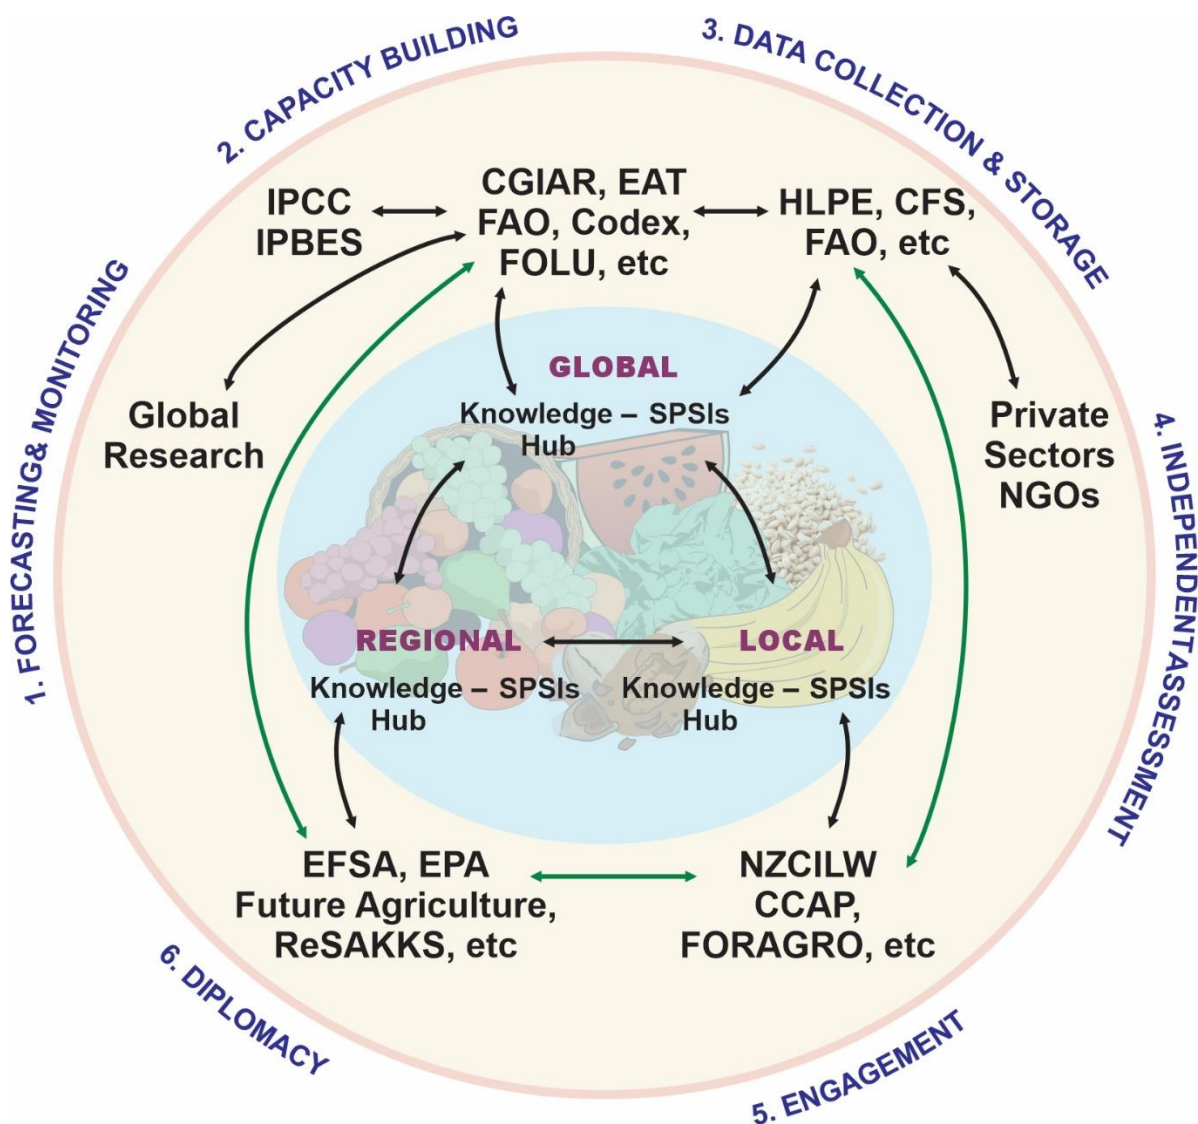 1. FORECASTING& MONITORING
2. CAPACITY BUILDING
3. DATA COLLECTION & STORAGE
4. INDEPENDENTASSESSMENT
5. ENGAGEMENT
6. DIPLOMACY
IPCC
IPBES
CGIAR, EAT
FAO, Codex,
FOLU, etc
HLPE, CFS,
FAO, etc
Global
Research
Private
Sectors
NGOs
GLOBAL
Knowledge – SPSIs
Hub
REGIONAL
Knowledge – SPSIs
Hub
LOCAL
Knowledge – SPSIs
Hub
EFSA, EPA
Future Agriculture,
ReSAKKS, etc
NZCILW
CCAP,
FORAGRO, etc